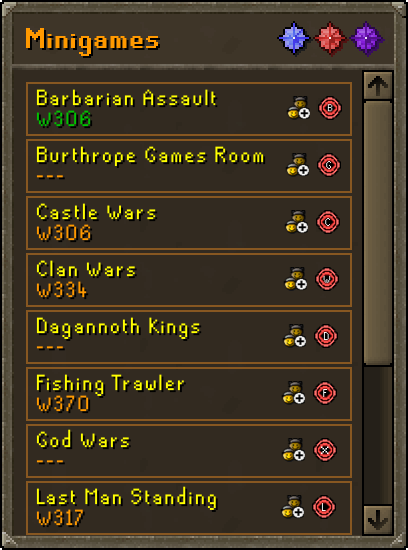 Minigames
Barbarian Assault
W306
B
Burthrope Games Room
---
G
Castle Wars
W306
C
Clan Wars
W334
W
Dagannoth Kings
---
D
Fishing Trawler
W370
F
God Wars
---
X
Last Man Standing
W317
L